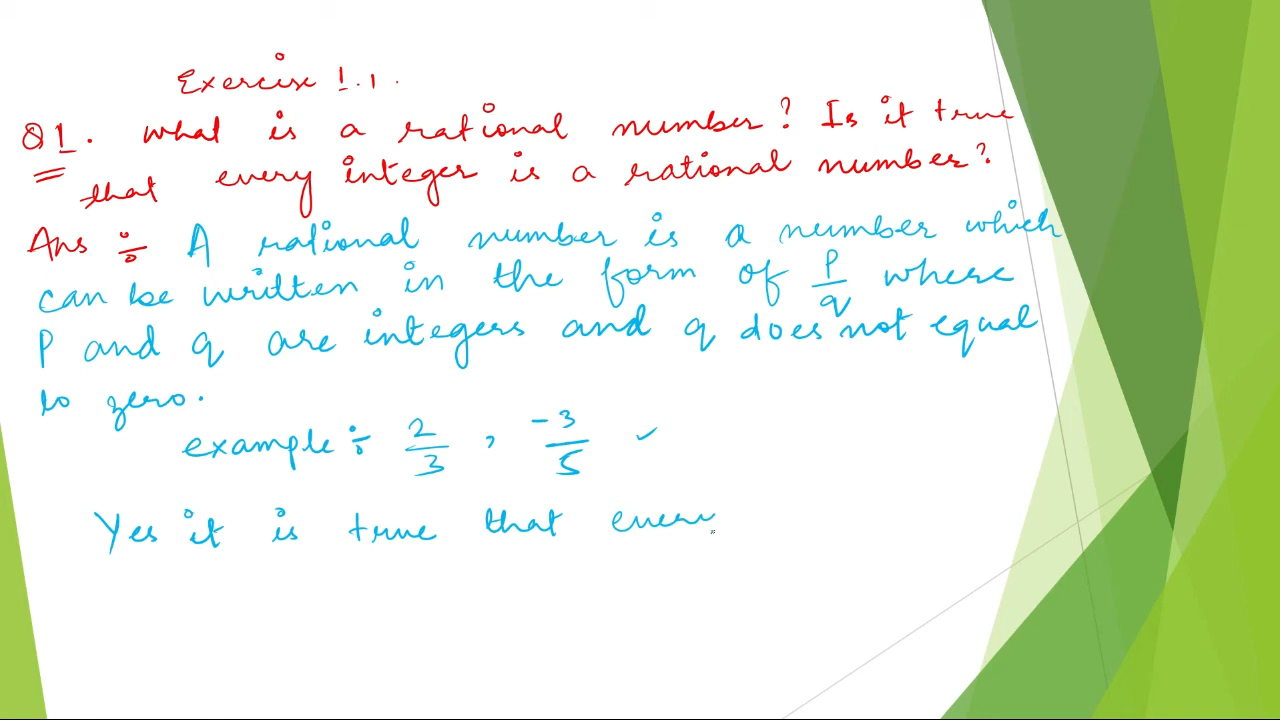 Exercise 1.1.
Q1. What is a rational number? Is it true
that every integer is a rational number?
Ans ÷ A rational number is a number which
can be written in the form of P/q where
P and q are integers and q does not equal
to zero.
example ÷ 2/3 , -3/5 ✓
Yes it is true that ever